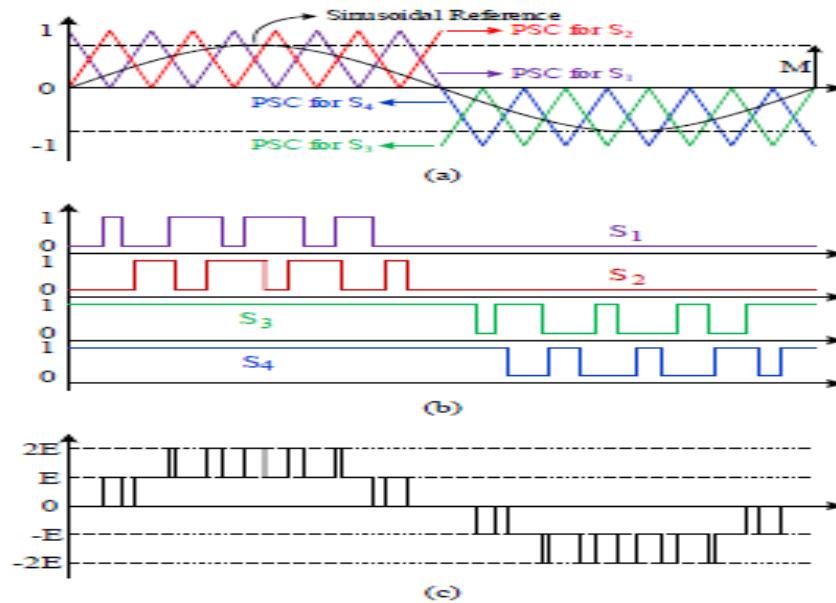 Sinusoidal Reference
1
PSC for S₂
M
PSC for S₁
0
PSC for S₄
PSC for S₃
-1
(a)
1
0
S₁
1
0
S₂
1
0
S₃
1
0
S₄
(b)
2E
E
0
-E
-2E
(c)